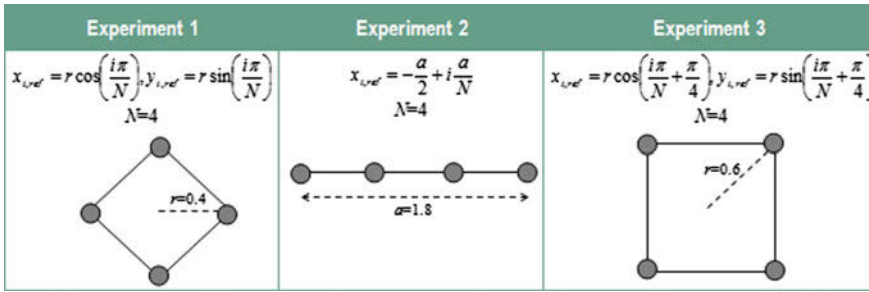 Experiment 1
x_{i,ref} = r cos(iπ/N), y_{i,ref} = r sin(iπ/N)
N=4
r=0.4
Experiment 2
x_{i,ref} = -a/2 + i a/N
N=4
a=1.8
Experiment 3
x_{i,ref} = r cos(iπ/N + π/4), y_{i,ref} = r sin(iπ/N + π/4)
N=4
r=0.6